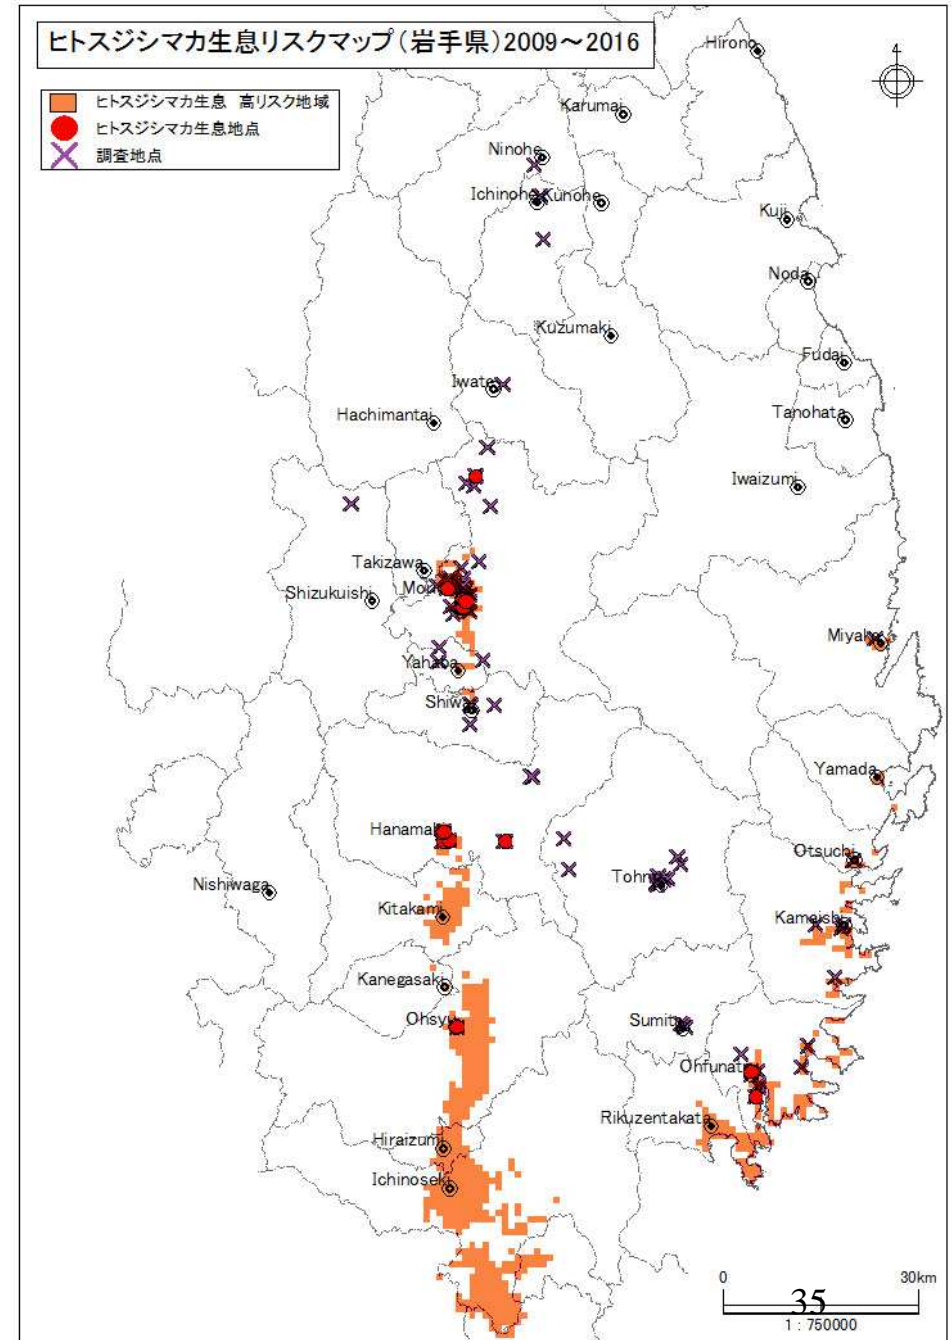 ヒトスジシマカ生息リスクマップ(岩手県)2009～2016
4
ヒトスジシマカ生息 高リスク地域
ヒトスジシマカ生息地点
調査地点
Hirono
Karumai
Ninohe
Ichinohe
Kunohe
Kuji
Noda
Kuzumaki
Fudai
Iwate
Hachimantai
Tanohata
Iwaizumi
Takizawa
Shizukuishi
Miyako
Yahaba
Shiwa
Yamada
Hanamaki
Otsuchi
Tohno
Nishiwaga
Kitakami
Kamaishi
Kanegasaki
Ohsyu
Sumita
Ohfunato
Rikuzentakata
Hiraizumi
Ichinoseki
0 30km
35
1 : 750000